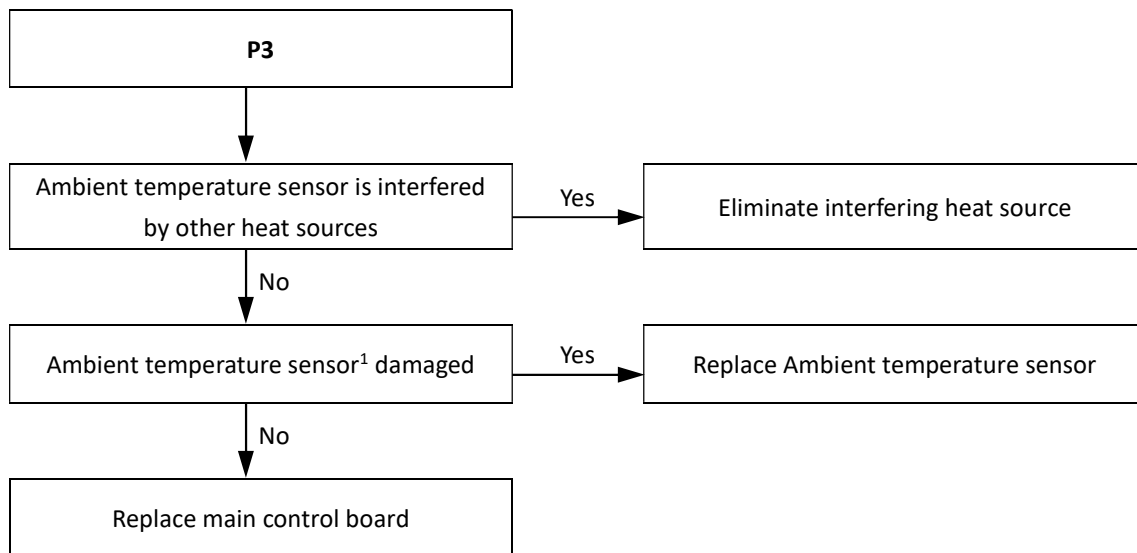 P3
Ambient temperature sensor is interfered
by other heat sources
Yes
Eliminate interfering heat source
No
Ambient temperature sensor¹ damaged
Yes
Replace Ambient temperature sensor
No
Replace main control board